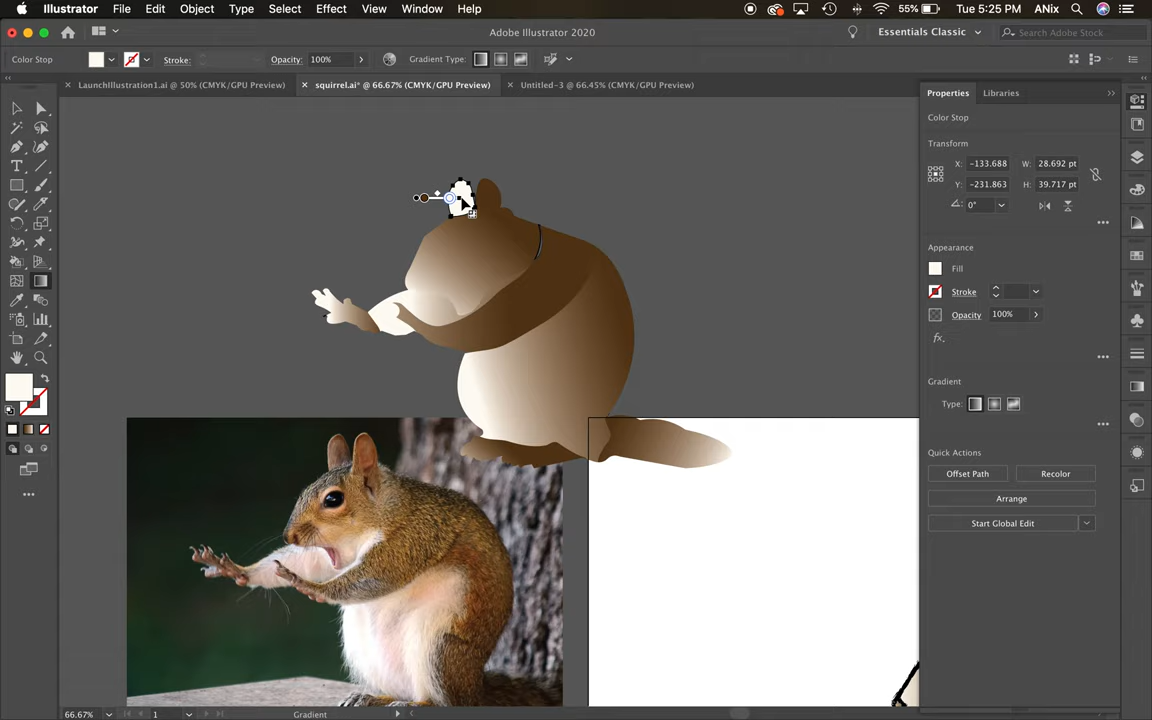 Illustrator File Edit Object Type Select Effect View Window Help 55% Tue 5:25 PM ANix
Adobe Illustrator 2020 Essentials Classic Search Adobe Stock
Color Stop Stroke: Opacity: 100% Gradient Type:
LaunchIllustration1.ai @ 50% (CMYK/GPU Preview) squirrel.ai* @ 66.67% (CMYK/GPU Preview) Untitled-3 @ 66.45% (CMYK/GPU Preview)
Properties Libraries
Color Stop
Transform
X: -133.688 W: 28.692 pt
Y: -231.863 H: 39.717 pt
0°
Appearance
Fill
Stroke
Opacity 100%
fx.
Gradient
Type:
Quick Actions
Offset Path Recolor
Arrange
Start Global Edit
66.67% 1 Gradient